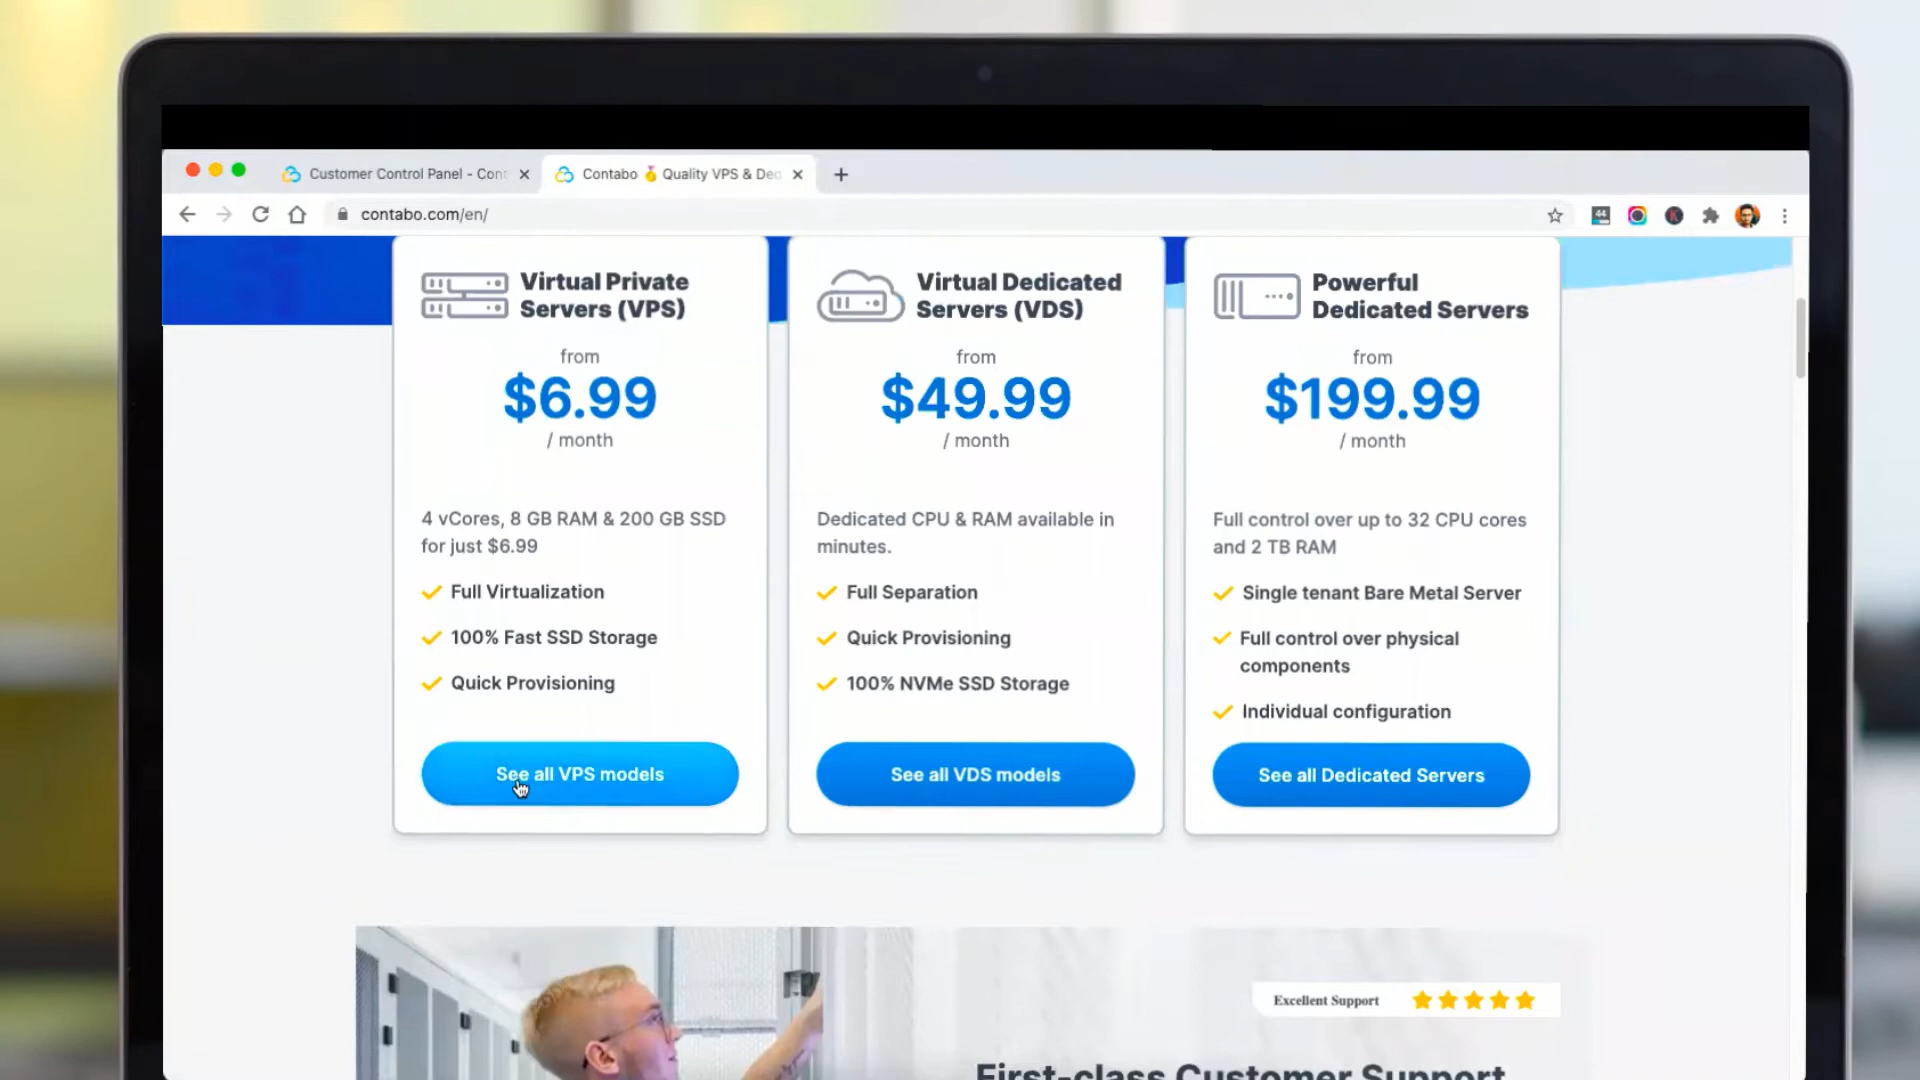 Customer Control Panel - Cont
Contabo 🏅 Quality VPS & Ded
contabo.com/en/
44
K
Virtual Private
Servers (VPS)
from
$6.99
/ month
4 vCores, 8 GB RAM & 200 GB SSD
for just $6.99
Full Virtualization
100% Fast SSD Storage
Quick Provisioning
See all VPS models
Virtual Dedicated
Servers (VDS)
from
$49.99
/ month
Dedicated CPU & RAM available in
minutes.
Full Separation
Quick Provisioning
100% NVMe SSD Storage
See all VDS models
Powerful
Dedicated Servers
from
$199.99
/ month
Full control over up to 32 CPU cores
and 2 TB RAM
Single tenant Bare Metal Server
Full control over physical
components
Individual configuration
See all Dedicated Servers
Excellent Support
First-class Customer Support